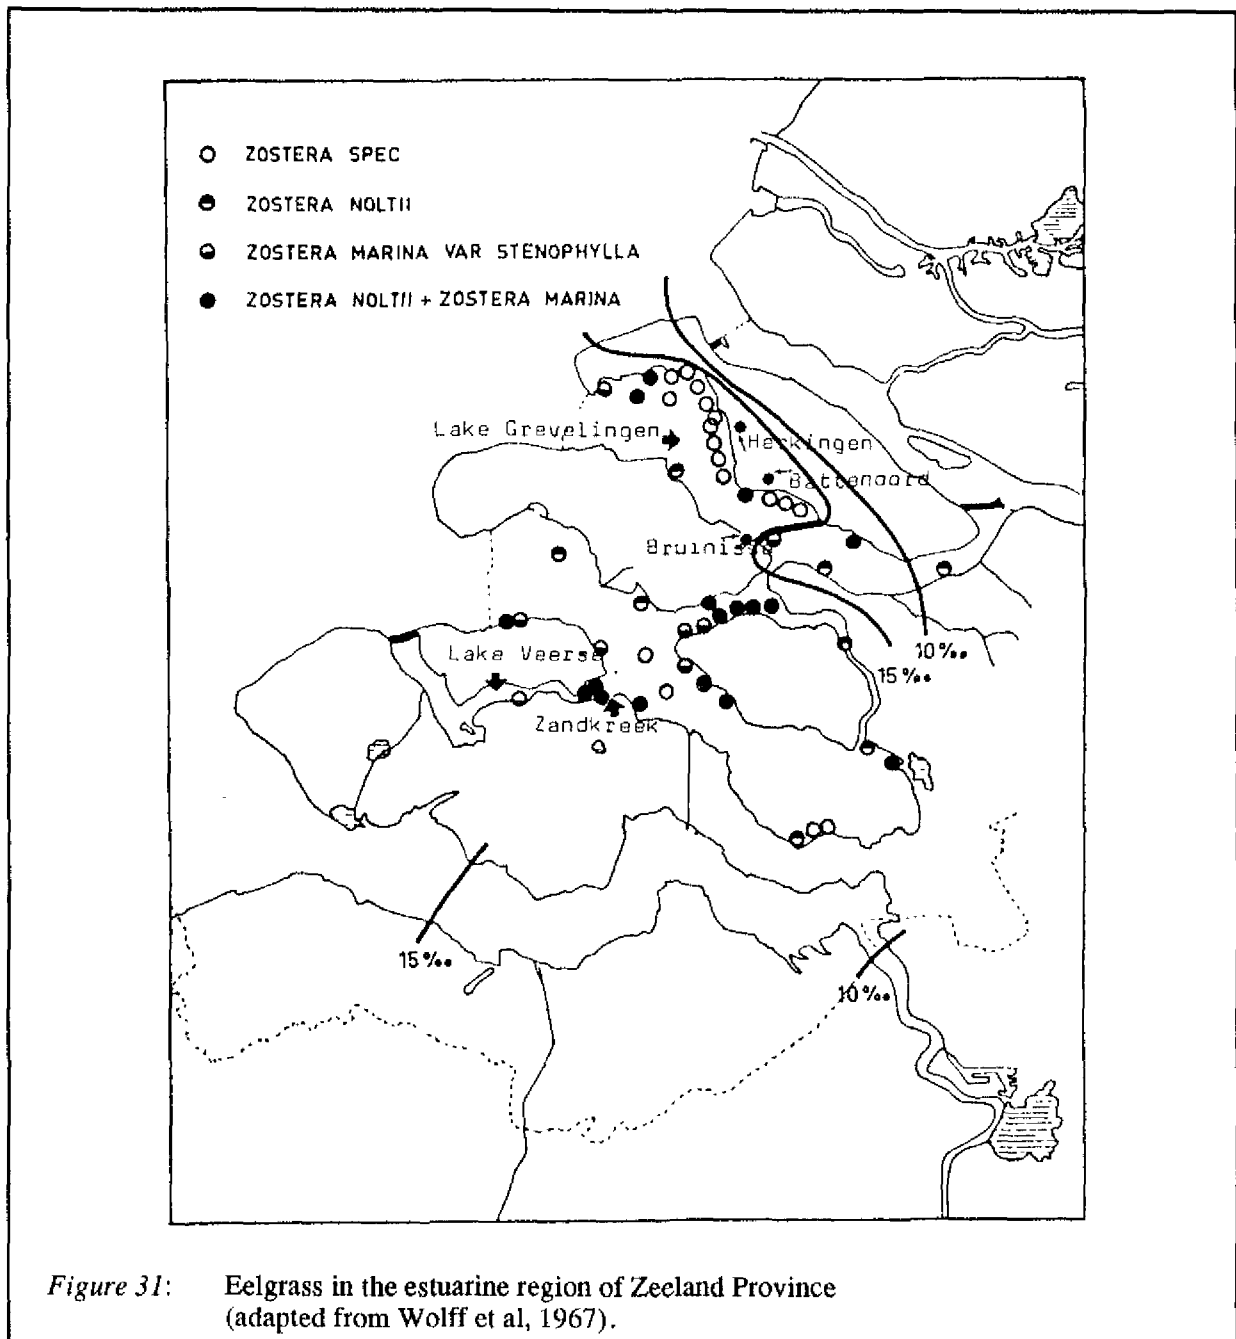 ZOSTERA SPEC
ZOSTERA NOLTII
ZOSTERA MARINA VAR STENOPHYLLA
ZOSTERA NOLTII + ZOSTERA MARINA
Lake Grevelingen
Herkingen
Battenoord
Bruinisse
10‰
15‰
Lake Veerse
Zandkreek
15‰
10‰
Figure 31: Eelgrass in the estuarine region of Zeeland Province
(adapted from Wolff et al, 1967).